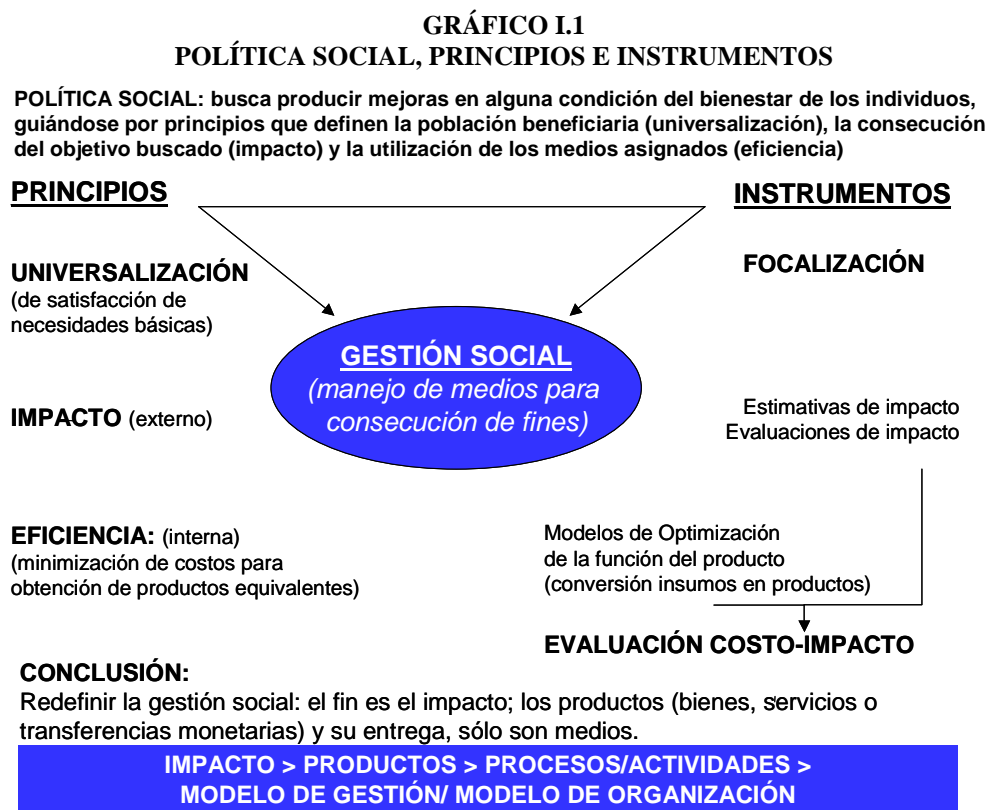 GRÁFICO I.1
POLÍTICA SOCIAL, PRINCIPIOS E INSTRUMENTOS
POLÍTICA SOCIAL: busca producir mejoras en alguna condición del bienestar de los individuos,
guiándose por principios que definen la población beneficiaria (universalización), la consecución
del objetivo buscado (impacto) y la utilización de los medios asignados (eficiencia)
PRINCIPIOS
INSTRUMENTOS
UNIVERSALIZACIÓN
(de satisfacción de
necesidades básicas)
FOCALIZACIÓN
GESTIÓN SOCIAL
(manejo de medios para
consecución de fines)
IMPACTO (externo)
Estimativas de impacto
Evaluaciones de impacto
EFICIENCIA: (interna)
(minimización de costos para
obtención de productos equivalentes)
Modelos de Optimización
de la función del producto
(conversión insumos en productos)
EVALUACIÓN COSTO-IMPACTO
CONCLUSIÓN:
Redefinir la gestión social: el fin es el impacto; los productos (bienes, servicios o
transferencias monetarias) y su entrega, sólo son medios.
IMPACTO > PRODUCTOS > PROCESOS/ACTIVIDADES >
MODELO DE GESTIÓN/ MODELO DE ORGANIZACIÓN